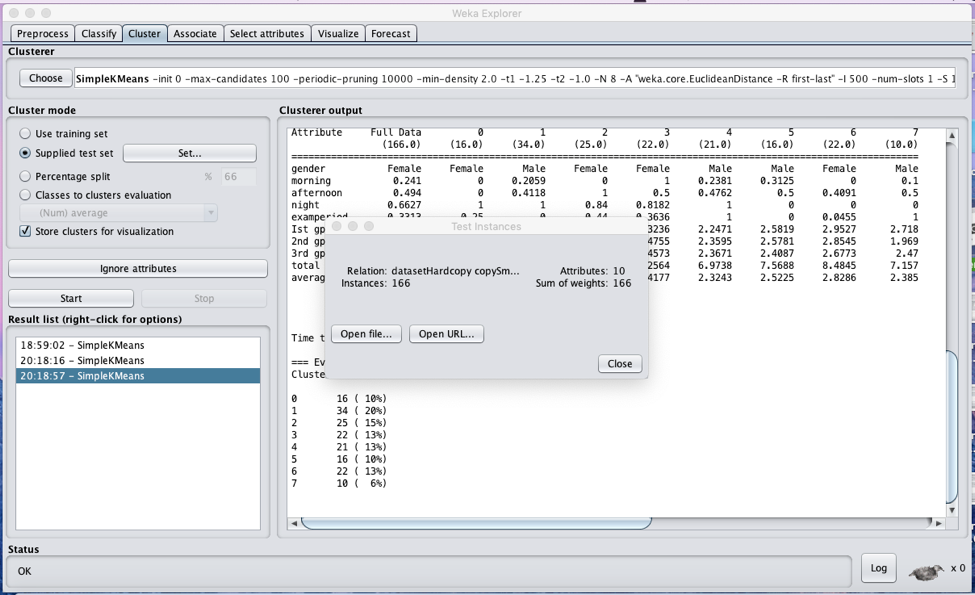 Weka Explorer
Preprocess Classify Cluster Associate Select attributes Visualize Forecast
Clusterer
Choose SimpleKMeans -init 0 -max-candidates 100 -periodic-pruning 10000 -min-density 2.0 -t1 -1.25 -t2 -1.0 -N 8 -A "weka.core.EuclideanDistance -R first-last" -I 500 -num-slots 1 -S 1
Cluster mode
Use training set
Supplied test set Set...
Percentage split % 66
Classes to clusters evaluation
(Num) average
Store clusters for visualization
Ignore attributes
Start Stop
Result list (right-click for options)
18:59:02 - SimpleKMeans
20:18:16 - SimpleKMeans
20:18:57 - SimpleKMeans
Clusterer output
Attribute Full Data 0 1 2 3 4 5 6 7
(166.0) (16.0) (34.0) (25.0) (22.0) (21.0) (16.0) (22.0) (10.0)
==========
gender Female Female Male Female Female Male Male Female Male
morning 0.241 0 0.2059 0 1 0.2381 0.3125 0 0.1
afternoon 0.494 0 0.4118 1 0.5 0.4762 0.5 0.4091 0.5
night 0.6627 1 1 0.84 0.8182 1 0 0 0
examperiod 0.3313 0.25 0 0.44 0.3636 1 0 0.0455 1
Ist gp 3236 2.2471 2.5819 2.9527 2.718
2nd gp 4755 2.3595 2.5781 2.8545 1.969
3rd gp 4573 2.3671 2.4087 2.6773 2.47
total 2564 6.9738 7.5688 8.4845 7.157
averag 4177 2.3243 2.5225 2.8286 2.385
Time t
=== Ev
Cluste
0 16 ( 10%)
1 34 ( 20%)
2 25 ( 15%)
3 22 ( 13%)
4 21 ( 13%)
5 16 ( 10%)
6 22 ( 13%)
7 10 ( 6%)
Test Instances
Relation: datasetHardcopy copySm... Attributes: 10
Instances: 166 Sum of weights: 166
Open file... Open URL...
Close
Status
OK
Log x 0